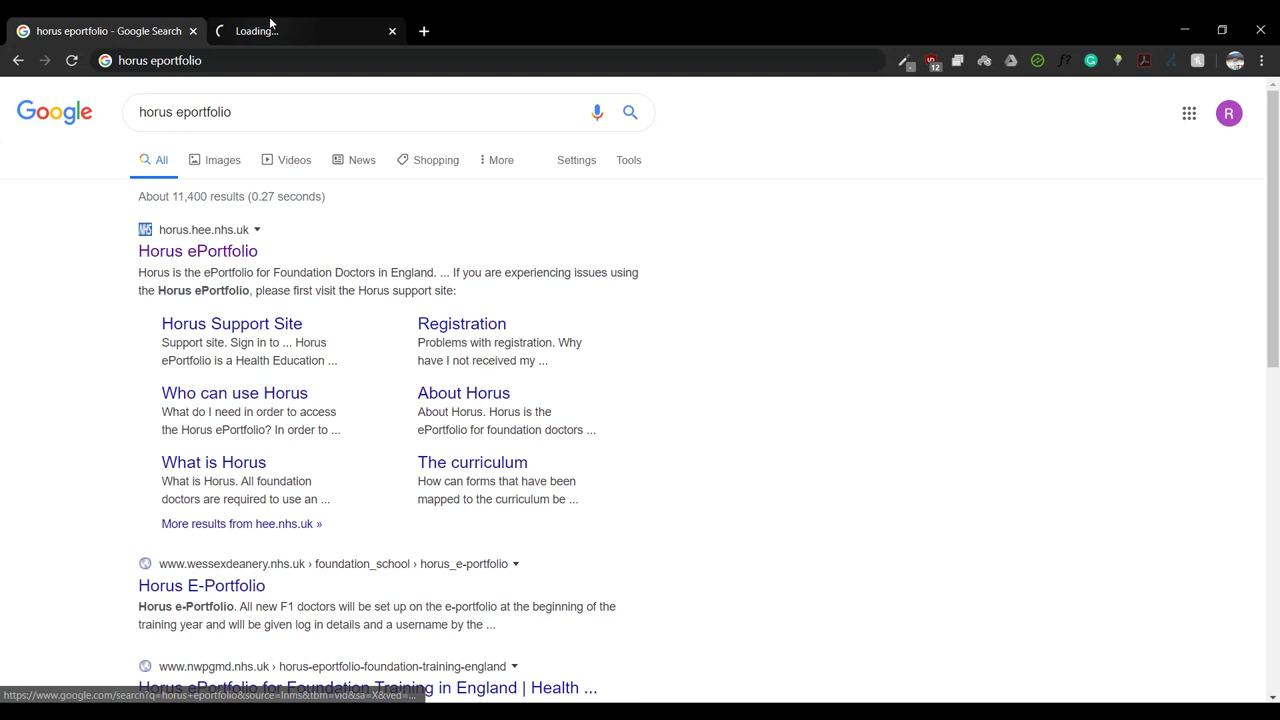 horus eportfolio - Google Search
Loading...
horus eportfolio
12
f?
Google
horus eportfolio
R
All Images Videos News Shopping More Settings Tools
About 11,400 results (0.27 seconds)
NHS horus.hee.nhs.uk
Horus ePortfolio
Horus is the ePortfolio for Foundation Doctors in England. ... If you are experiencing issues using
the Horus ePortfolio, please first visit the Horus support site:
Horus Support Site
Support site. Sign in to ... Horus
ePortfolio is a Health Education ...
Registration
Problems with registration. Why
have I not received my ...
Who can use Horus
What do I need in order to access
the Horus ePortfolio? In order to ...
About Horus
About Horus. Horus is the
ePortfolio for foundation doctors ...
What is Horus
What is Horus. All foundation
doctors are required to use an ...
The curriculum
How can forms that have been
mapped to the curriculum be ...
More results from hee.nhs.uk »
www.wessexdeanery.nhs.uk › foundation_school › horus_e-portfolio
Horus E-Portfolio
Horus e-Portfolio. All new F1 doctors will be set up on the e-portfolio at the beginning of the
training year and will be given log in details and a username by the ...
www.nwpgmd.nhs.uk › horus-eportfolio-foundation-training-england
Horus ePortfolio for Foundation Training in England | Health ...
https://www.google.com/search?q=horus+eportfolio&source=lnms&tbm=vid&sa=X&ved=...